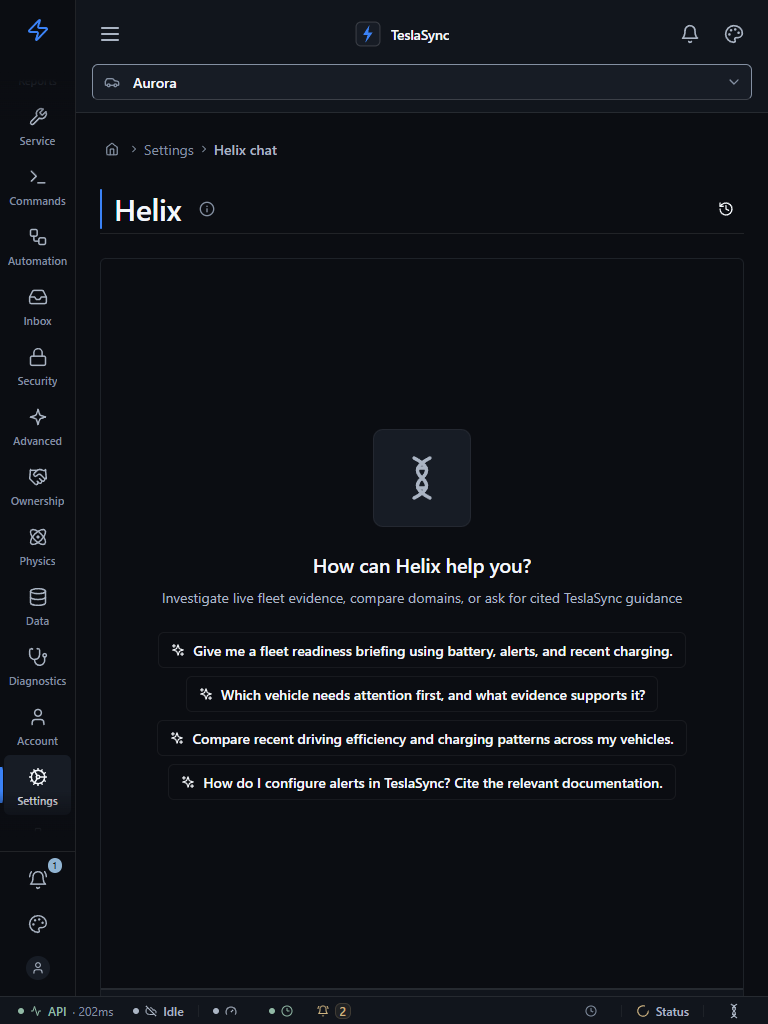 TeslaSync
Aurora
Settings
Helix chat
Helix
Service
Commands
Automation
Inbox
Security
Advanced
Ownership
Physics
Data
Diagnostics
Account
Settings
1
How can Helix help you?
Investigate live fleet evidence, compare domains, or ask for cited TeslaSync guidance
Give me a fleet readiness briefing using battery, alerts, and recent charging.
Which vehicle needs attention first, and what evidence supports it?
Compare recent driving efficiency and charging patterns across my vehicles.
How do I configure alerts in TeslaSync? Cite the relevant documentation.
API · 202ms
Idle
2
Status